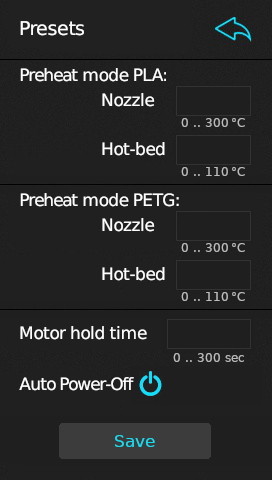 Presets
Preheat mode PLA:
Nozzle
0 .. 300 °C
Hot-bed
0 .. 110 °C
Preheat mode PETG:
Nozzle
0 .. 300 °C
Hot-bed
0 .. 110 °C
Motor hold time
0 .. 300 sec
Auto Power-Off
Save